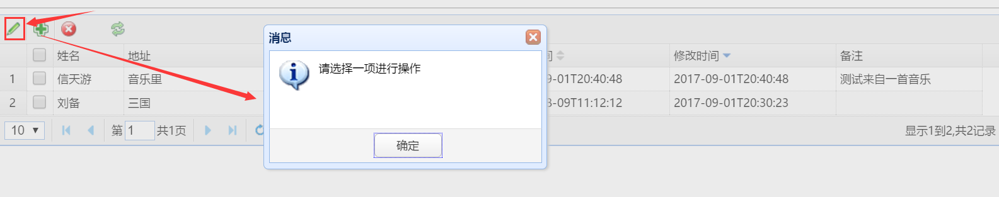 消息
请选择一项进行操作
确定
姓名 地址 间 修改时间 备注
1 信天游 音乐里 9-01T20:40:48 2017-09-01T20:40:48 测试来自一首音乐
2 刘备 三国 -09T11:12:12 2017-09-01T20:30:23
10 第 1 共1页 显示1到2,共2记录